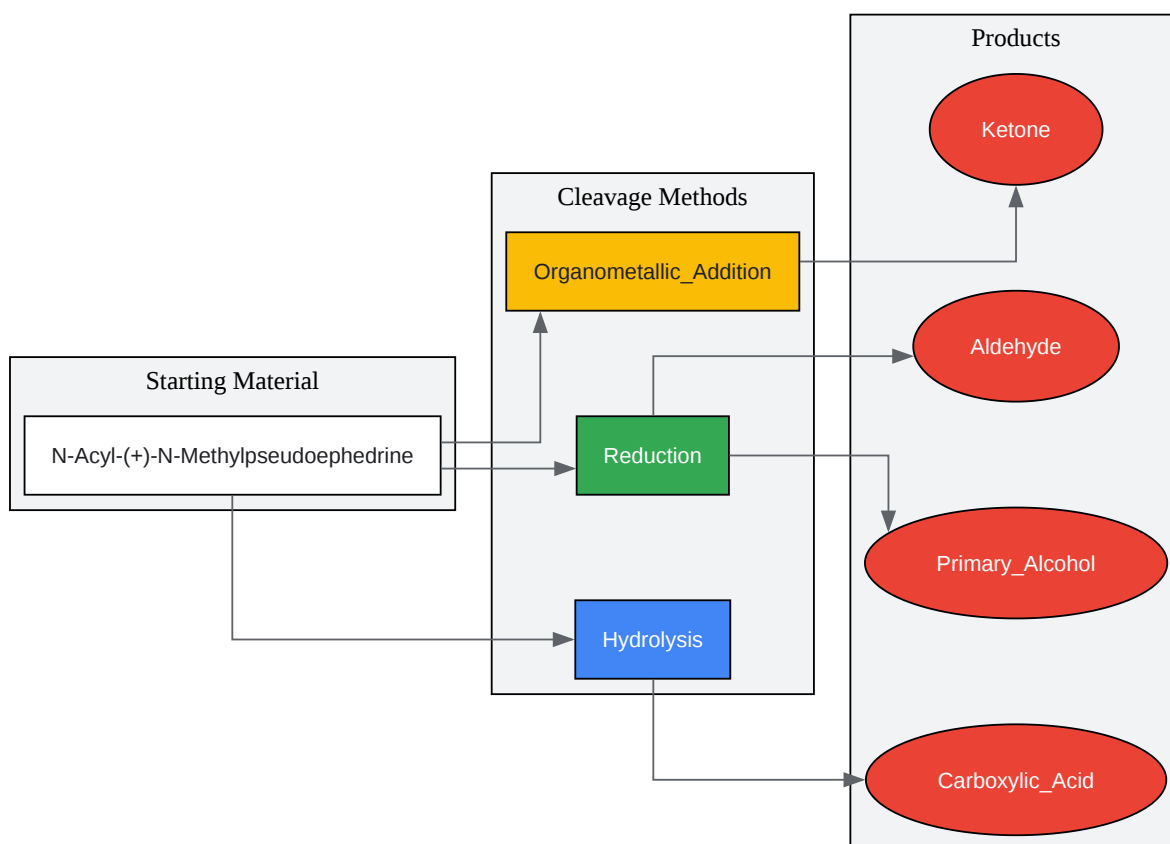 Starting Material
N-Acyl-(+)-N-Methylpseudoephedrine
Cleavage Methods
Organometallic_Addition
Reduction
Hydrolysis
Products
Ketone
Aldehyde
Primary_Alcohol
Carboxylic_Acid